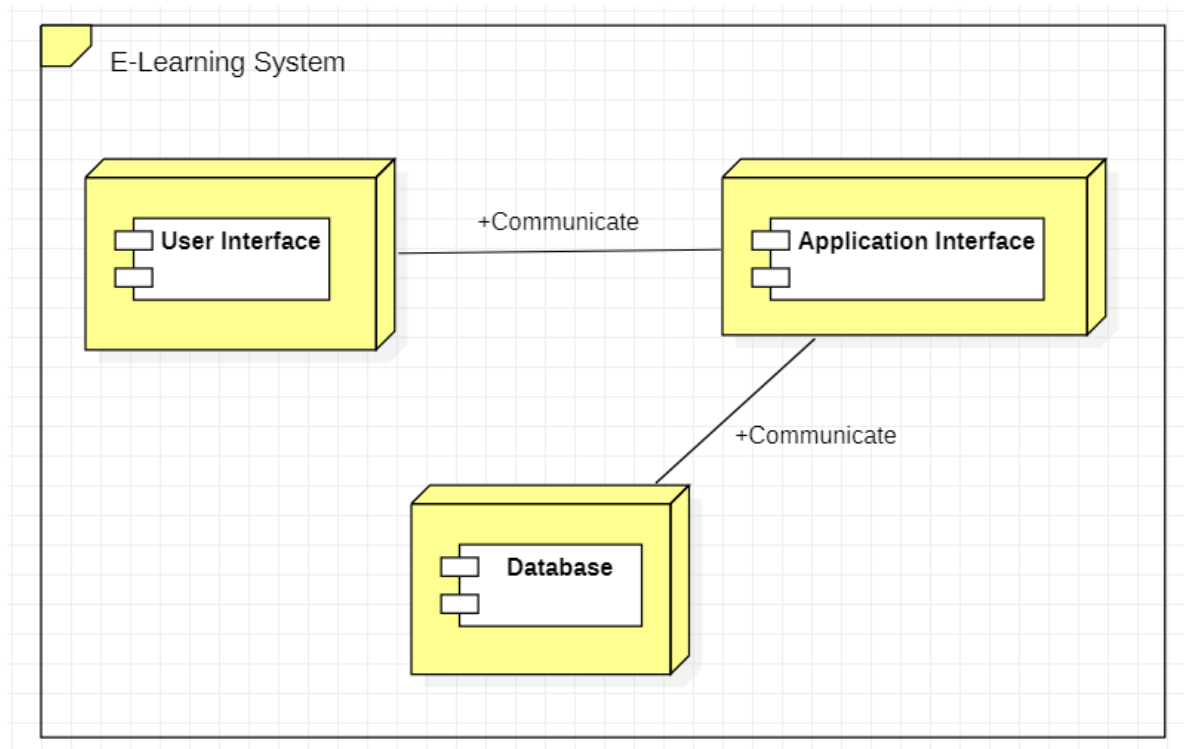 E-Learning System
+Communicate
User Interface
Application Interface
+Communicate
Database